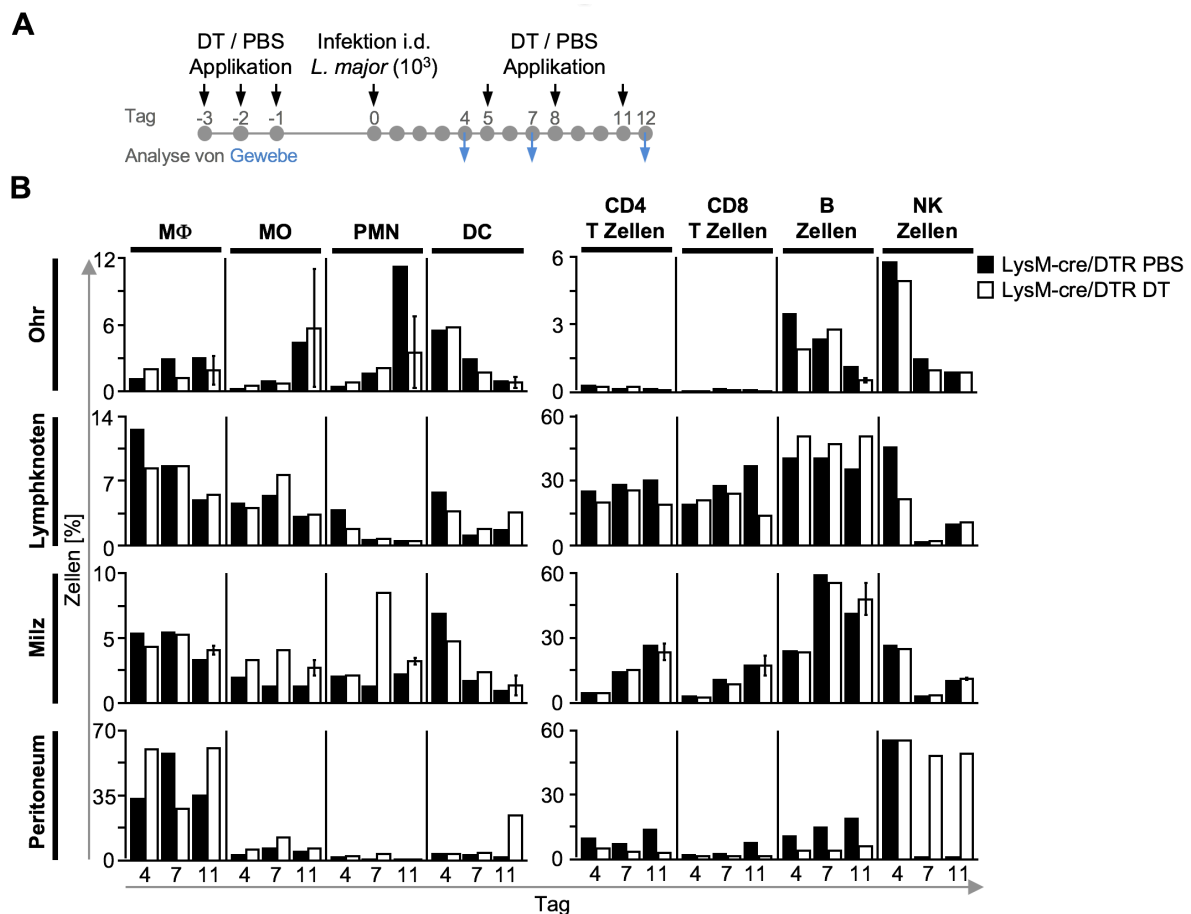 A
DT / PBS Infektion i.d. DT / PBS
Applikation L. major (10³) Applikation
Tag -3 -2 -1 0 4 5 7 8 11 12
Analyse von Gewebe
B
CD4 CD8 B NK
MΦ MO PMN DC T Zellen T Zellen Zellen Zellen
LysM-cre/DTR PBS
LysM-cre/DTR DT
Zellen [%]
Ohr
12 6
6 3
0 0
Lymphknoten
14 60
7 30
0 0
Milz
10 60
5 30
0 0
Peritoneum
70 60
35 30
0 0
4 7 11 4 7 11 4 7 11 4 7 11 4 7 11 4 7 11 4 7 11 4 7 11
Tag